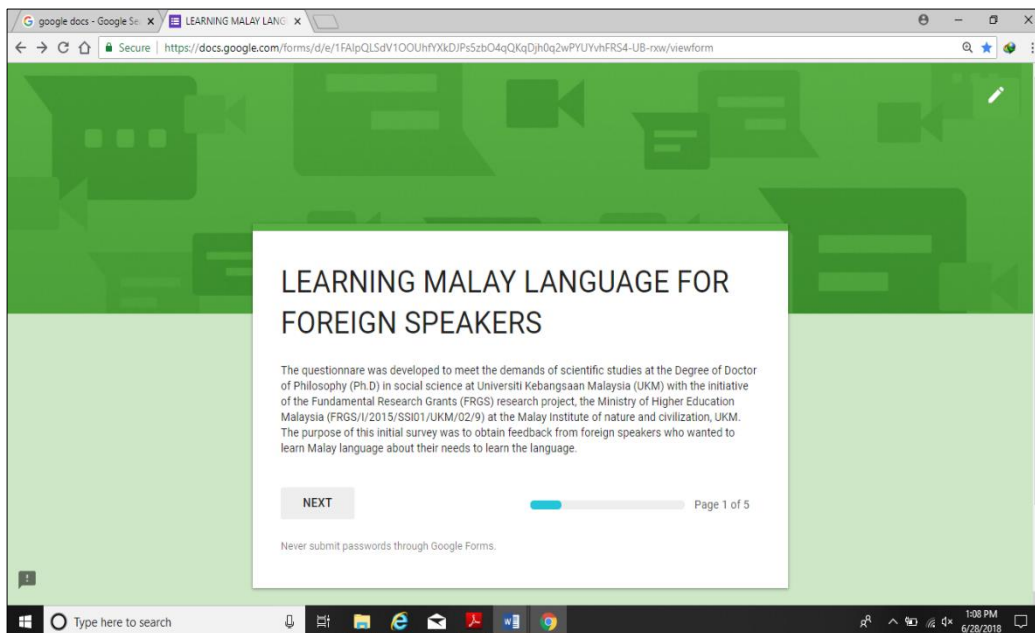 google docs - Google Se
LEARNING MALAY LANG
Secure
https://docs.google.com/forms/d/e/1FAIpQLSdV1OOUhfYXkDJPs5zbO4qQKqDjh0q2wPYUYvhFRS4-UB-rxw/viewform
LEARNING MALAY LANGUAGE FOR
FOREIGN SPEAKERS
The questionnare was developed to meet the demands of scientific studies at the Degree of Doctor
of Philosophy (Ph.D) in social science at Universiti Kebangsaan Malaysia (UKM) with the initiative
of the Fundamental Research Grants (FRGS) research project, the Ministry of Higher Education
Malaysia (FRGS/I/2015/SSI01/UKM/02/9) at the Malay Institute of nature and civilization, UKM.
The purpose of this initial survey was to obtain feedback from foreign speakers who wanted to
learn Malay language about their needs to learn the language.
NEXT
Page 1 of 5
Never submit passwords through Google Forms.
Type here to search
1:08 PM
6/28/2018